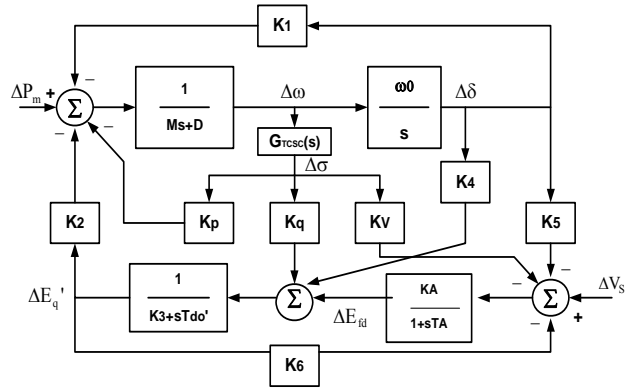 K1
ΔPm + Σ − − −
1
Ms+D
Δω
ω0
s
Δδ
GTCSC(s)
Δσ
K4
K2
Kp
Kq
KV
K5
ΔEq'
1
K3+sTdo'
Σ
ΔEfd
KA
1+sTA
− − − Σ +
ΔVS
K6